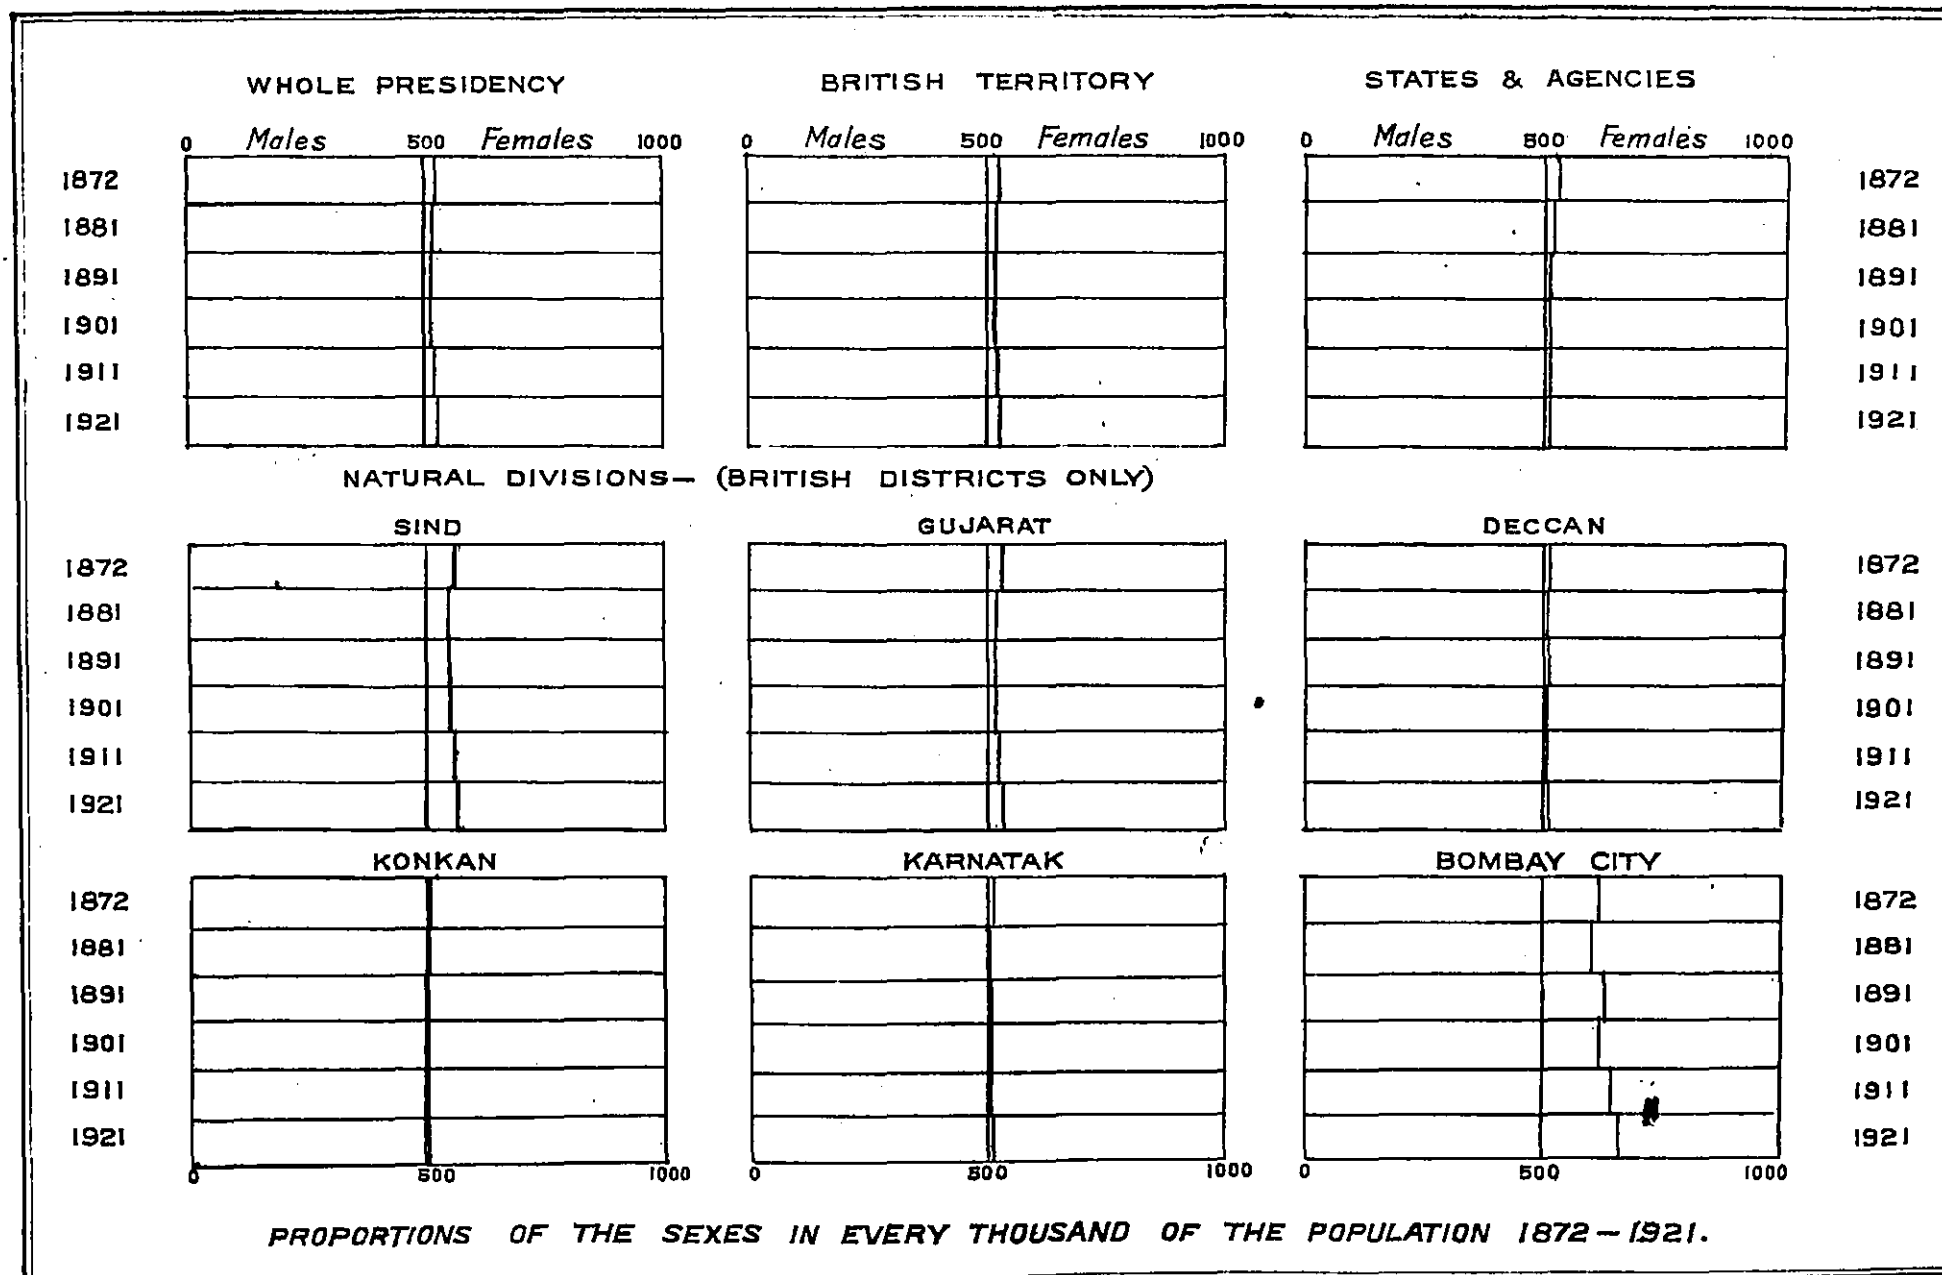 WHOLE PRESIDENCY BRITISH TERRITORY STATES & AGENCIES
0 Males 500 Females 1000 0 Males 500 Females 1000 0 Males 500 Females 1000
1872 1872
1881 1881
1891 1891
1901 1901
1911 1911
1921 1921
NATURAL DIVISIONS— (BRITISH DISTRICTS ONLY)
SIND GUJARAT DECCAN
1872 1872
1881 1881
1891 1891
1901 1901
1911 1911
1921 1921
KONKAN KARNATAK BOMBAY CITY
1872 1872
1881 1881
1891 1891
1901 1901
1911 1911
1921 1921
0 500 1000 0 500 1000 0 500 1000
PROPORTIONS OF THE SEXES IN EVERY THOUSAND OF THE POPULATION 1872–1921.